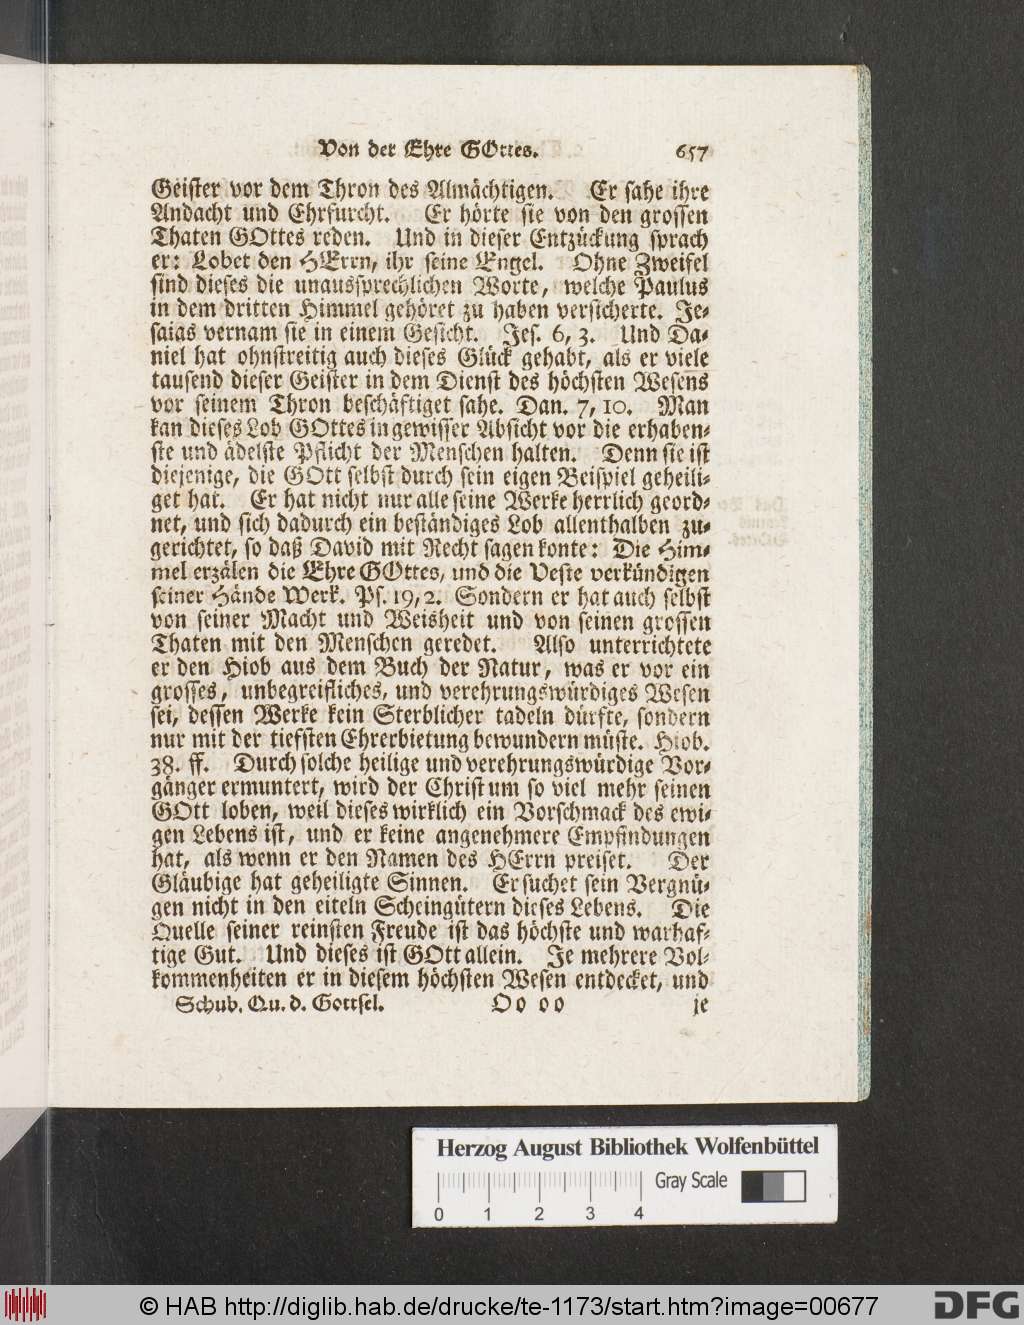 Von der Ehre GOttes. 657
Geister vor dem Thron des Almächtigen. Er sahe ihre
Andacht und Ehrfurcht. Er hörte sie von den grossen
Thaten GOttes reden. Und in dieser Entzückung sprach
er: Lobet den HErrn, ihr seine Engel. Ohne Zweifel
sind dieses die unaussprechlichen Worte, welche Paulus
in dem dritten Himmel gehöret zu haben versicherte. Je-
saias vernam sie in einem Gesicht. Jes. 6, 3. Und Da-
niel hat ohnstreitig auch dieses Glück gehabt, als er viele
tausend dieser Geister in dem Dienst des höchsten Wesens
vor seinem Thron beschäftiget sahe. Dan. 7, 10. Man
kan dieses Lob GOttes in gewisser Absicht vor die erhaben-
ste und ädelste Pflicht der Menschen halten. Denn sie ist
diejenige, die GOtt selbst durch sein eigen Beispiel geheili-
get hat. Er hat nicht nur alle seine Werke herrlich geord-
net, und sich dadurch ein beständiges Lob allenthalben zu-
gerichtet, so daß David mit Recht sagen konte: Die Him-
mel erzälen die Ehre GOttes, und die Veste verkündigen
seiner Hände Werk. Ps. 19, 2. Sondern er hat auch selbst
von seiner Macht und Weisheit und von seinen grossen
Thaten mit den Menschen geredet. Also unterrichtete
er den Hiob aus dem Buch der Natur, was er vor ein
grosses, unbegreifliches, und verehrungswürdiges Wesen
sei, dessen Werke kein Sterblicher tadeln dürfte, sondern
nur mit der tiefsten Ehrerbietung bewundern müste. Hiob.
38. ff. Durch solche heilige und verehrungswürdige Vor-
gänger ermuntert, wird der Christ um so viel mehr seinen
GOtt loben, weil dieses wirklich ein Vorschmack des ewi-
gen Lebens ist, und er keine angenehmere Empfindungen
hat, als wenn er den Namen des HErrn preiset. Der
Gläubige hat geheiligte Sinnen. Er suchet sein Vergnü-
gen nicht in den eiteln Scheingütern dieses Lebens. Die
Quelle seiner reinsten Freude ist das höchste und warhaf-
tige Gut. Und dieses ist GOtt allein. Je mehrere Vol-
kommenheiten er in diesem höchsten Wesen entdecket, und
Schub. Qu. d. Gottsel. Oo oo je
Herzog August Bibliothek Wolfenbüttel
Gray Scale
0 1 2 3 4
© HAB http://diglib.hab.de/drucke/te-1173/start.htm?image=00677
DFG